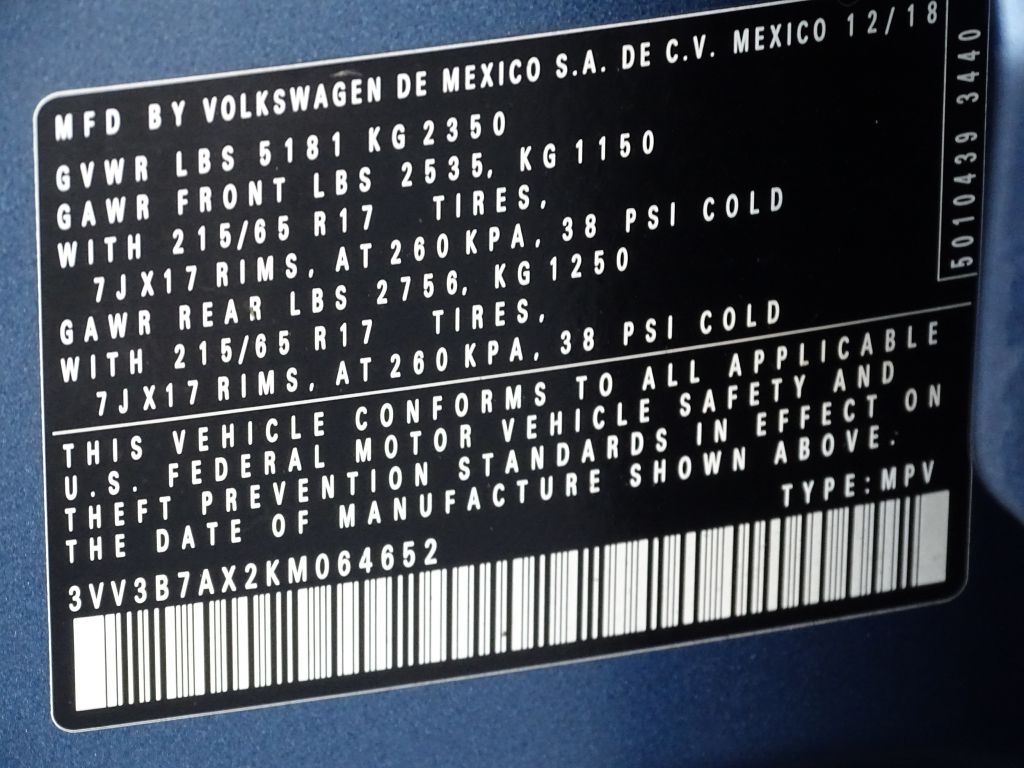 MFD BY VOLKSWAGEN DE MEXICO S.A. DE C.V. MEXICO 12/18
GVWR LBS 5181 KG 2350
GAWR FRONT LBS 2535, KG 1150
WITH 215/65 R17 TIRES,
7JX17 RIMS, AT 260 KPA, 38 PSI COLD
GAWR REAR LBS 2756, KG 1250
WITH 215/65 R17 TIRES,
7JX17 RIMS, AT 260 KPA, 38 PSI COLD
THIS VEHICLE CONFORMS TO ALL APPLICABLE
U.S. FEDERAL MOTOR VEHICLE SAFETY AND
THEFT PREVENTION STANDARDS IN EFFECT ON
THE DATE OF MANUFACTURE SHOWN ABOVE.
3VV3B7AX2KM064652 TYPE:MPV
5010439 3440